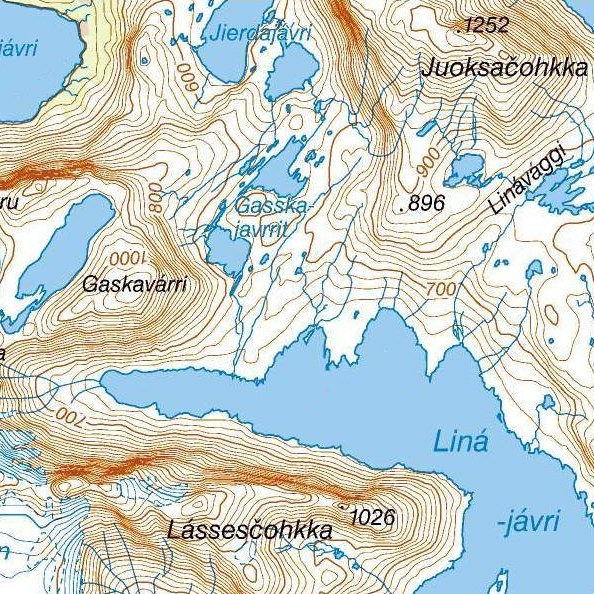 1252
Jierdajávri
jávri
Juoksačohkka
600
900
Linávággi
800
896
ru
Gasska-
javrrit
1000
Gaskavárri
700
a
700
Liná
1026
-jávri
Lássesčohkka
n